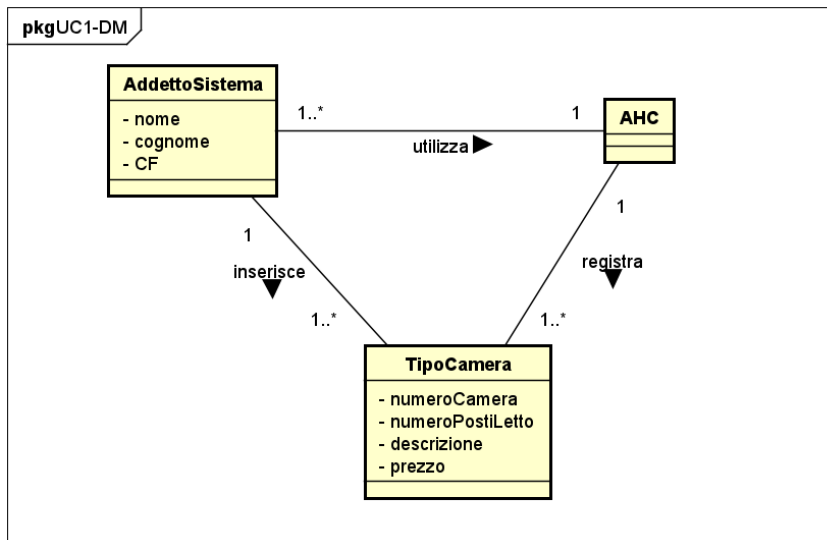 pkgUC1-DM
AddettoSistema
- nome
- cognome
- CF
1..*
1
utilizza
AHC
1
inserisce
1..*
1
registra
1..*
TipoCamera
- numeroCamera
- numeroPostiLetto
- descrizione
- prezzo